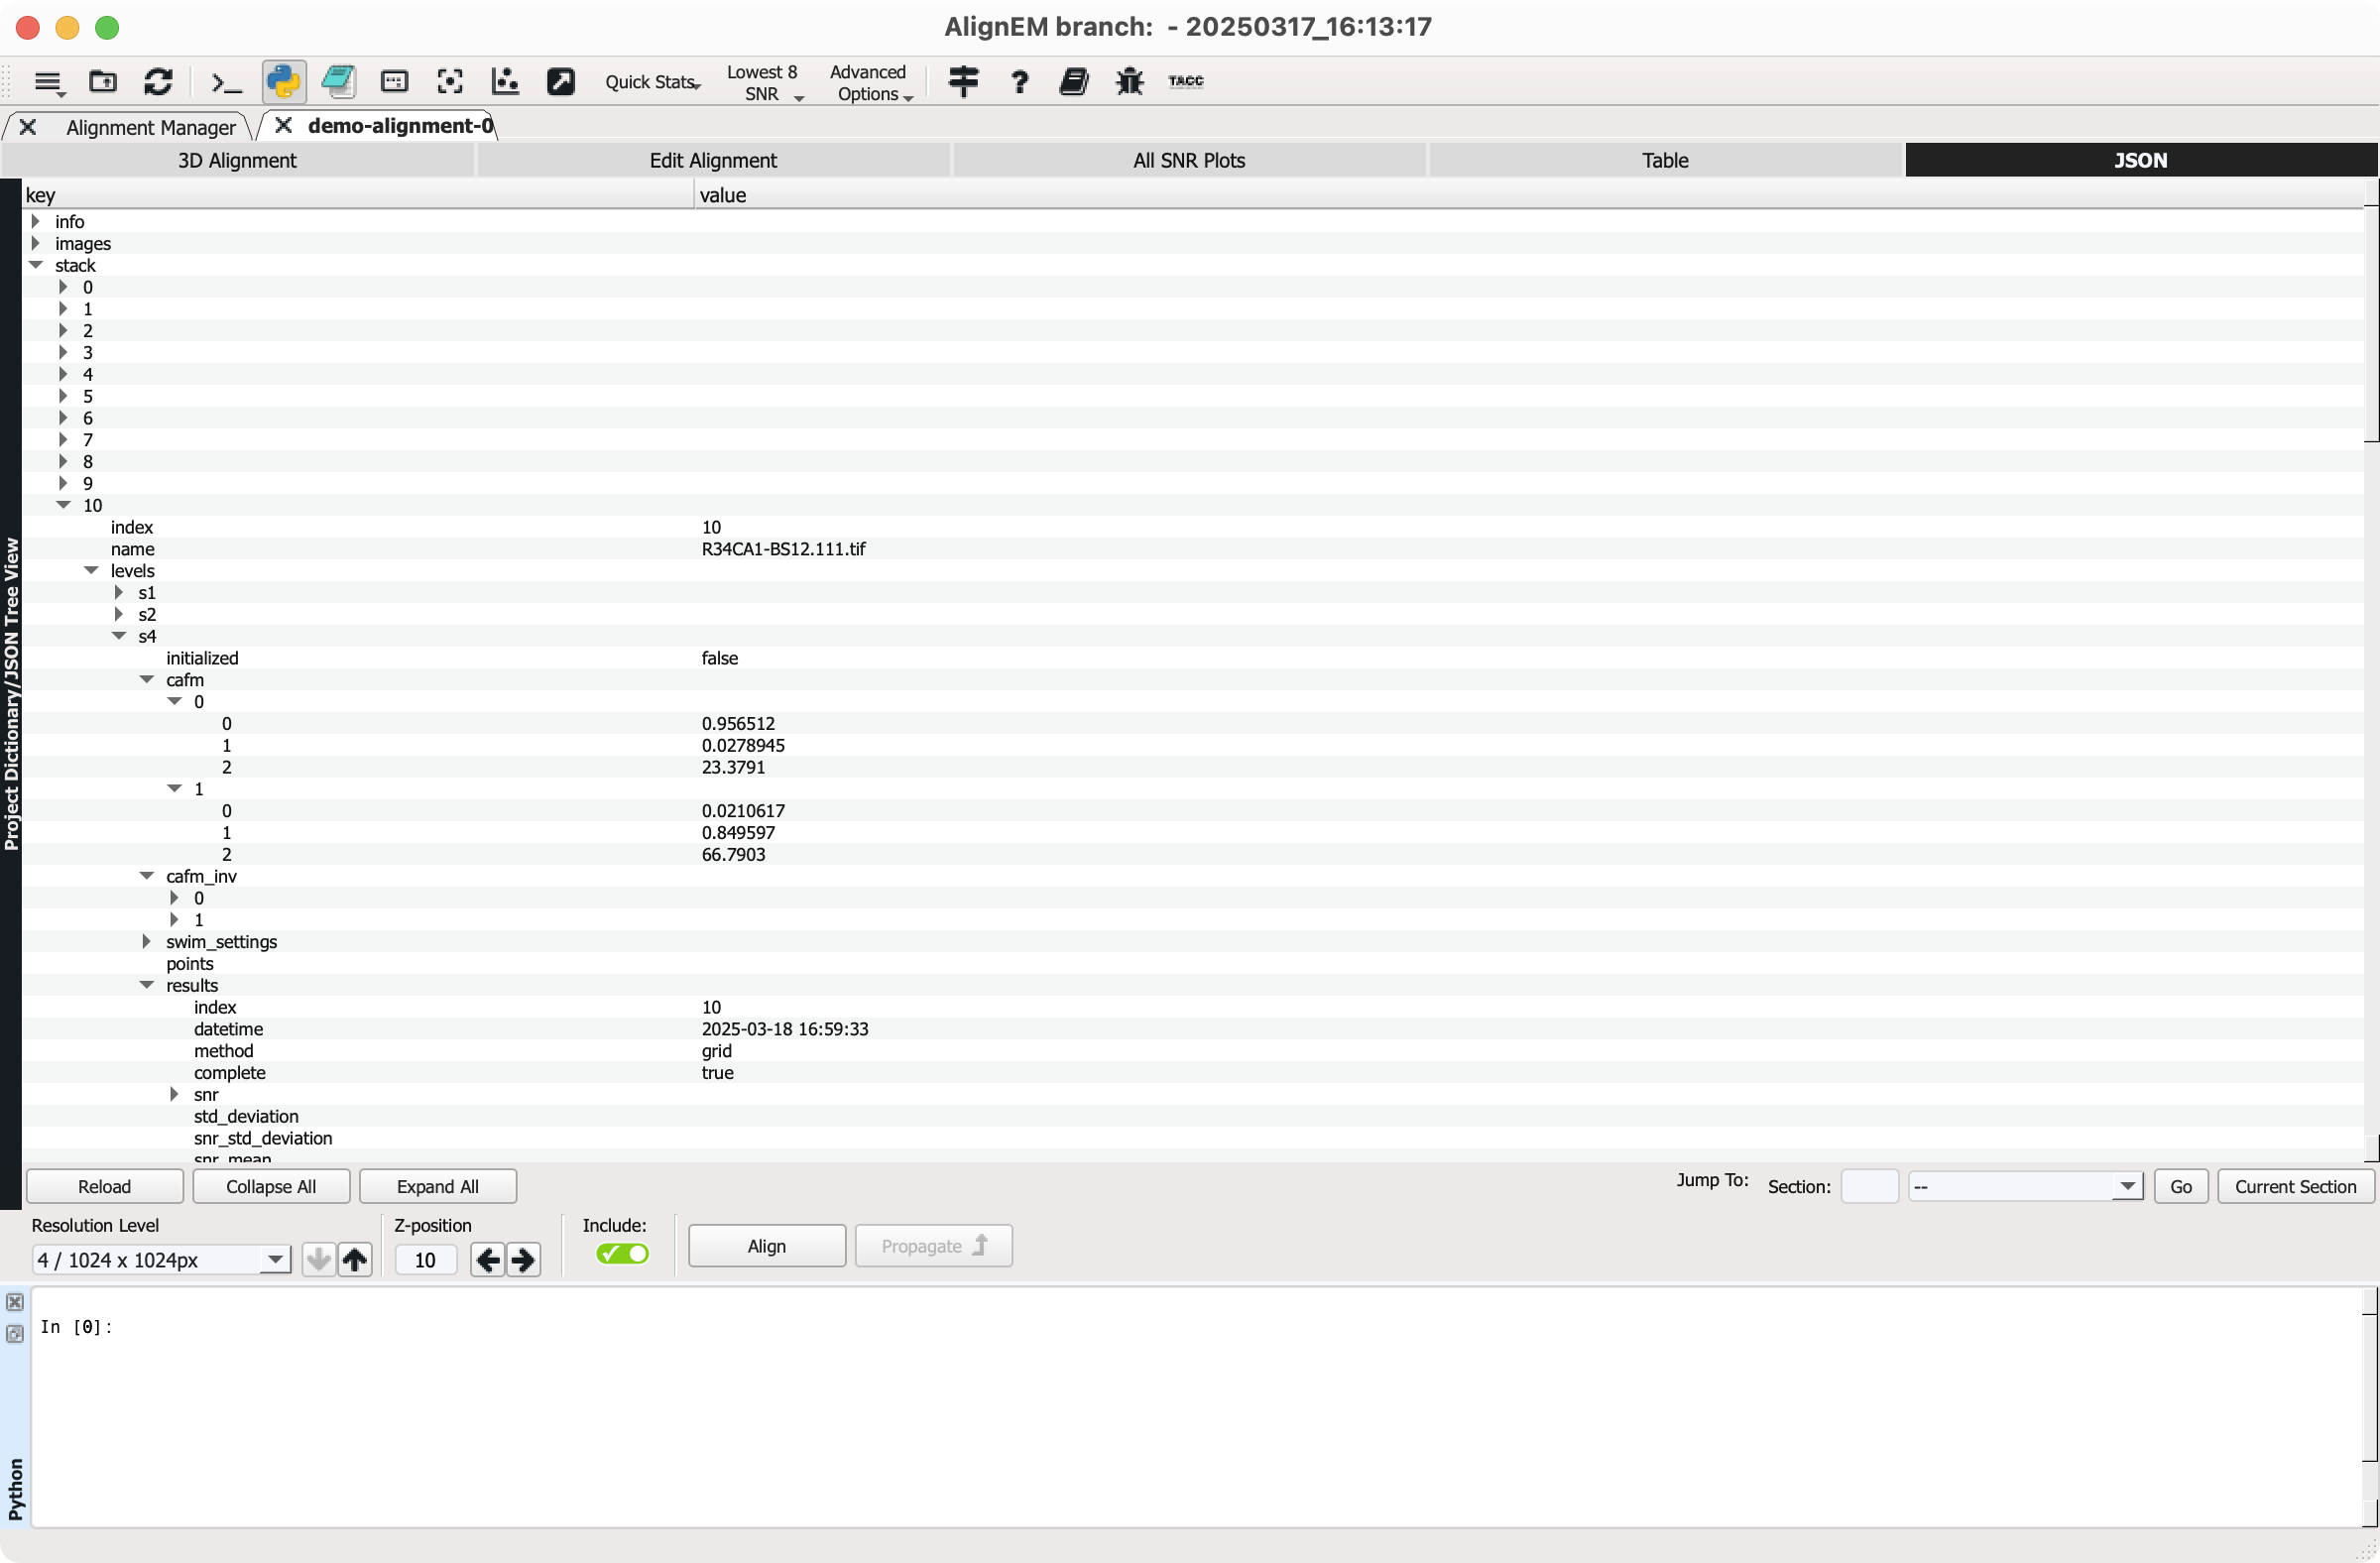 AlignEM branch:  - 20250317_16:13:17
>_ Quick Stats Lowest 8 SNR Advanced Options ? TACC
Alignment Manager demo-alignment-0
3D Alignment Edit Alignment All SNR Plots Table JSON
Project Dictionary/JSON Tree View
key value
info
images
stack
0
1
2
3
4
5
6
7
8
9
10
index 10
name R34CA1-BS12.111.tif
levels
s1
s2
s4
initialized false
cafm
0
0 0.956512
1 0.0278945
2 23.3791
1
0 0.0210617
1 0.849597
2 66.7903
cafm_inv
0
1
swim_settings
points
results
index 10
datetime 2025-03-18 16:59:33
method grid
complete true
snr
std_deviation
snr_std_deviation
snr_mean
Reload Collapse All Expand All Jump To: Section: -- Go Current Section
Resolution Level Z-position Include:
4 / 1024 x 1024px 10 Align Propagate
In [0]:
Python